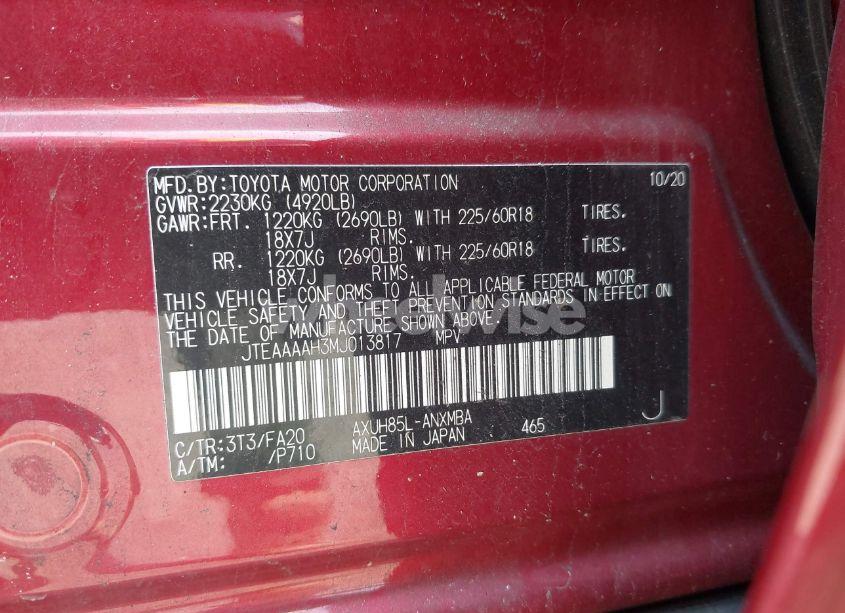 MFD.BY:TOYOTA MOTOR CORPORATION 10/20
GVWR:2230KG (4920LB)
GAWR:FRT. 1220KG (2690LB) WITH 225/60R18 TIRES.
18X7J RIMS.
RR. 1220KG (2690LB) WITH 225/60R18 TIRES.
18X7J RIMS.
THIS VEHICLE CONFORMS TO ALL APPLICABLE FEDERAL MOTOR
VEHICLE SAFETY AND THEFT PREVENTION STANDARDS IN EFFECT ON
THE DATE OF MANUFACTURE SHOWN ABOVE.
JTEAAAAH3MJ013817 MPV
C/TR:3T3/FA20 AXUH85L-ANXMBA 465 J
A/TM: /P710 MADE IN JAPAN